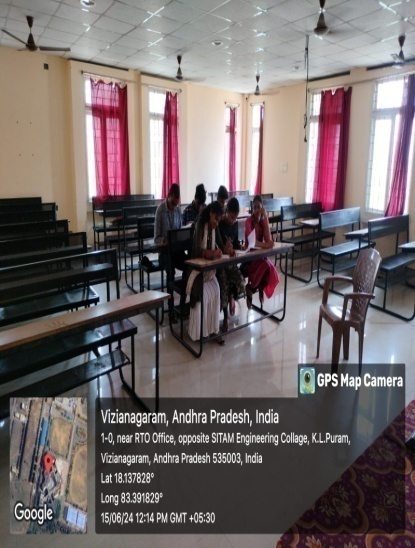 GPS Map Camera
Vizianagaram, Andhra Pradesh, India
1-0, near RTO Office, opposite SITAM Engineering Collage, K.L.Puram,
Vizianagaram, Andhra Pradesh 535003, India
Lat 18.137828°
Long 83.391829°
15/06/24 12:14 PM GMT +05:30
Google